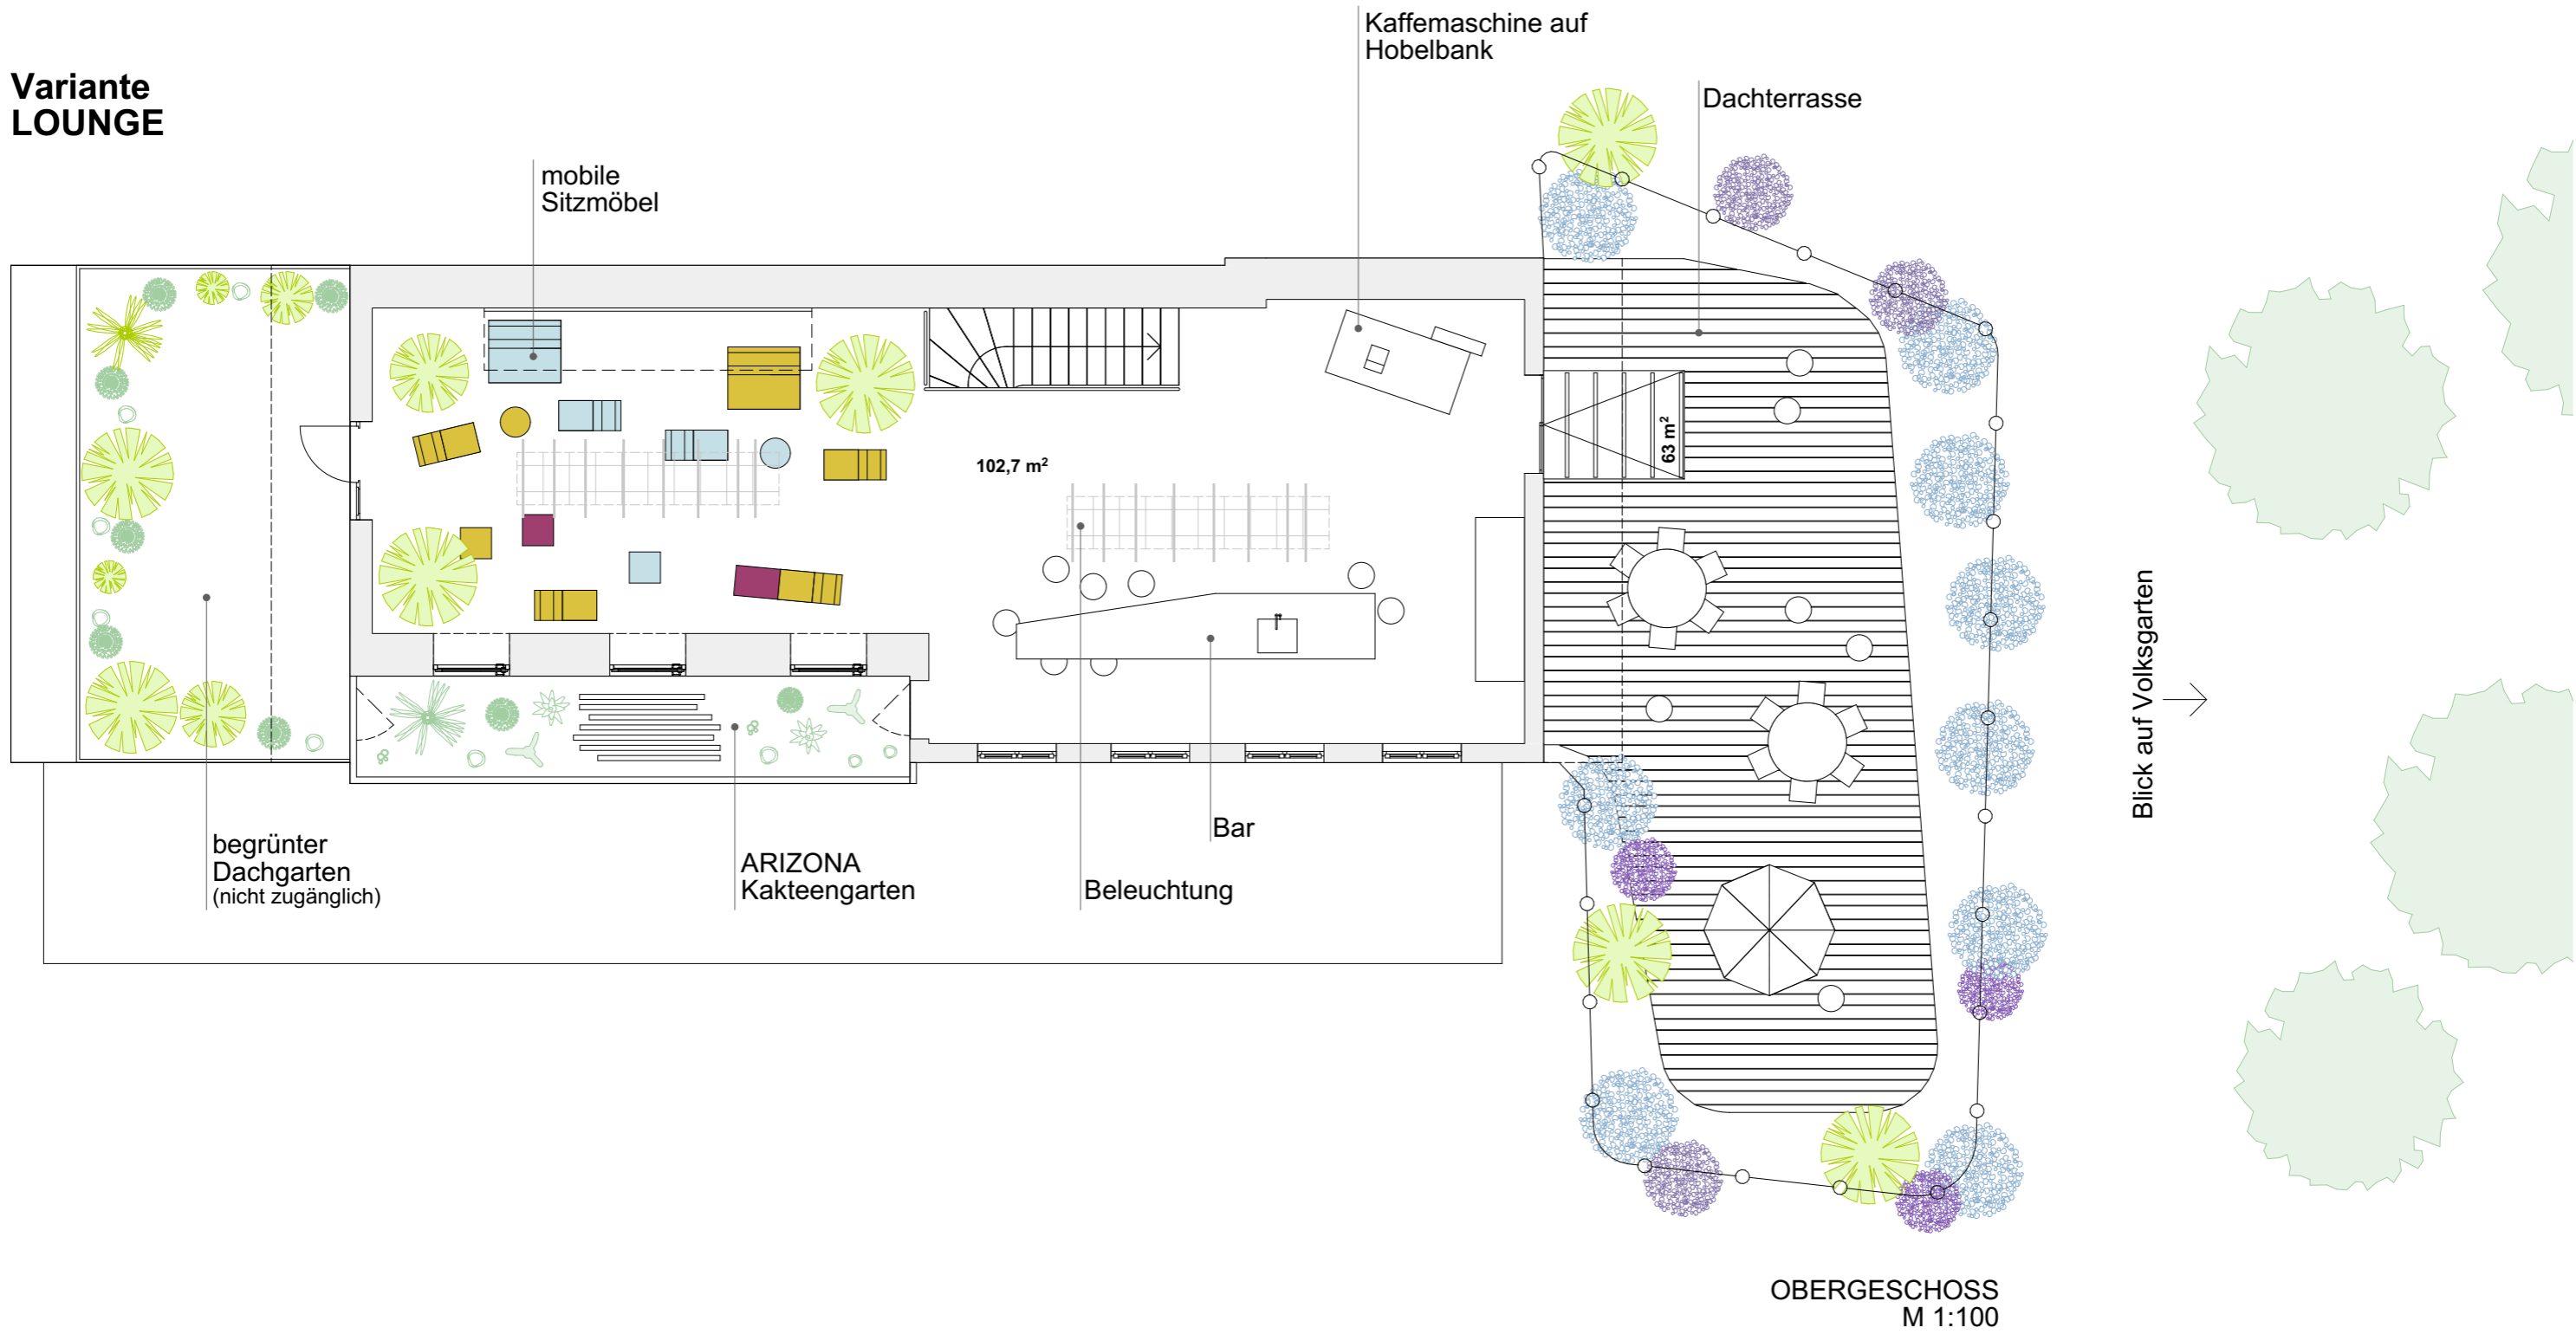 Variante
LOUNGE
Kaffemaschine auf
Hobelbank
Dachterrasse
mobile
Sitzmöbel
102,7 m²
63 m²
Blick auf Volksgarten
begrünter
Dachgarten
(nicht zugänglich)
ARIZONA
Kakteengarten
Beleuchtung
Bar
OBERGESCHOSS
M 1:100